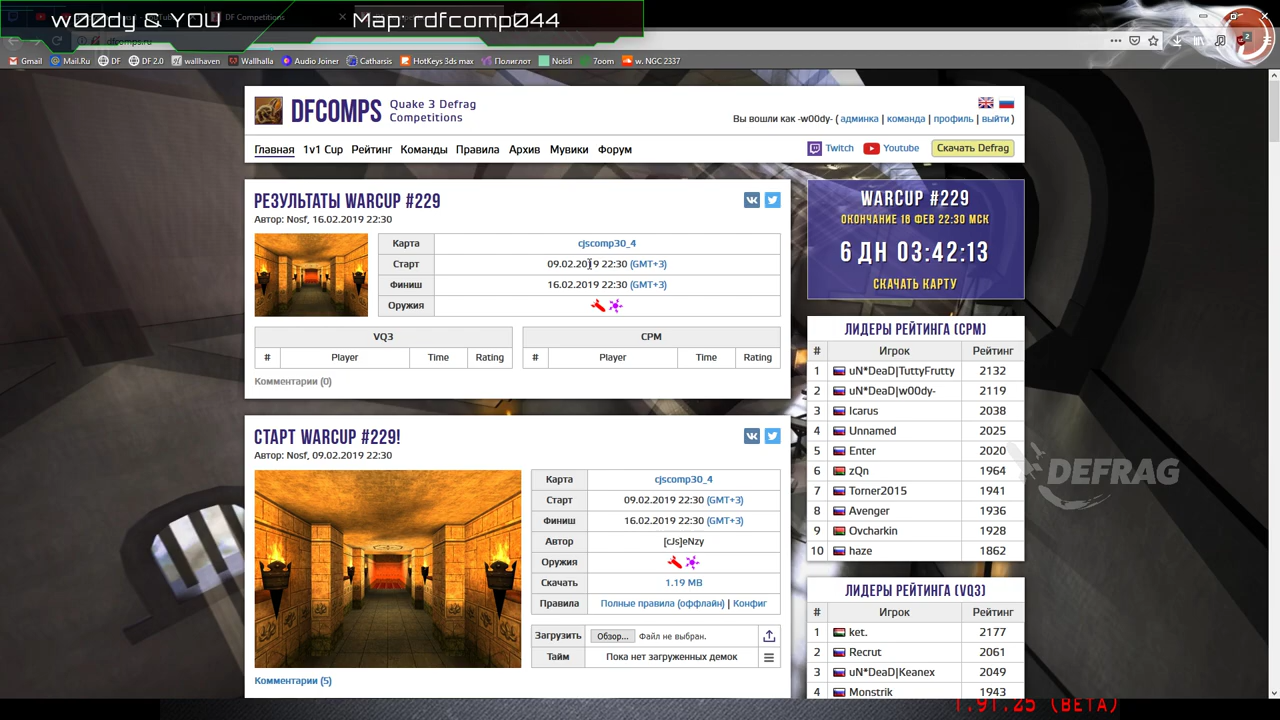 w00dy & YOU
Map: rdfcomp044
DF Competitions
Gmail
Mail.Ru
DF
DF 2.0
wallhaven
Wallhalla
Audio Joiner
Catharsis
HotKeys 3ds max
Полиглот
Noisli
7oom
w. NGC 2337
DFCOMPS
Quake 3 Defrag
Competitions
Вы вошли как -w00dy- ( админка | команда | профиль | выйти )
Главная 1v1 Cup Рейтинг Команды Правила Архив Мувики Форум
Twitch
Youtube
Скачать Defrag
РЕЗУЛЬТАТЫ WARCUP #229
Автор: Nosf, 16.02.2019 22:30
Карта cjscomp30_4
Старт 09.02.2019 22:30 (GMT+3)
Финиш 16.02.2019 22:30 (GMT+3)
Оружия
VQ3
# Player Time Rating
CPM
# Player Time Rating
Комментарии (0)
СТАРТ WARCUP #229!
Автор: Nosf, 09.02.2019 22:30
Карта cjscomp30_4
Старт 09.02.2019 22:30 (GMT+3)
Финиш 16.02.2019 22:30 (GMT+3)
Автор [cJs]eNzy
Оружия
Скачать 1.19 MB
Правила Полные правила (оффлайн) | Конфиг
Загрузить Обзор... Файл не выбран.
Тайм Пока нет загруженных демок
Комментарии (5)
WARCUP #229
ОКОНЧАНИЕ 16 ФЕВ 22:30 МСК
6 ДН 03:42:13
СКАЧАТЬ КАРТУ
ЛИДЕРЫ РЕЙТИНГА (CPM)
# Игрок Рейтинг
1 uN*DeaD|TuttyFrutty 2132
2 uN*DeaD|w00dy- 2119
3 Icarus 2038
4 Unnamed 2025
5 Enter 2020
6 zQn 1964
7 Torner2015 1941
8 Avenger 1936
9 Ovcharkin 1928
10 haze 1862
ЛИДЕРЫ РЕЙТИНГА (VQ3)
# Игрок Рейтинг
1 ket. 2177
2 Recrut 2061
3 uN*DeaD|Keanex 2049
4 Monstrik 1943
DEFRAG
1.91.25 (BETA)